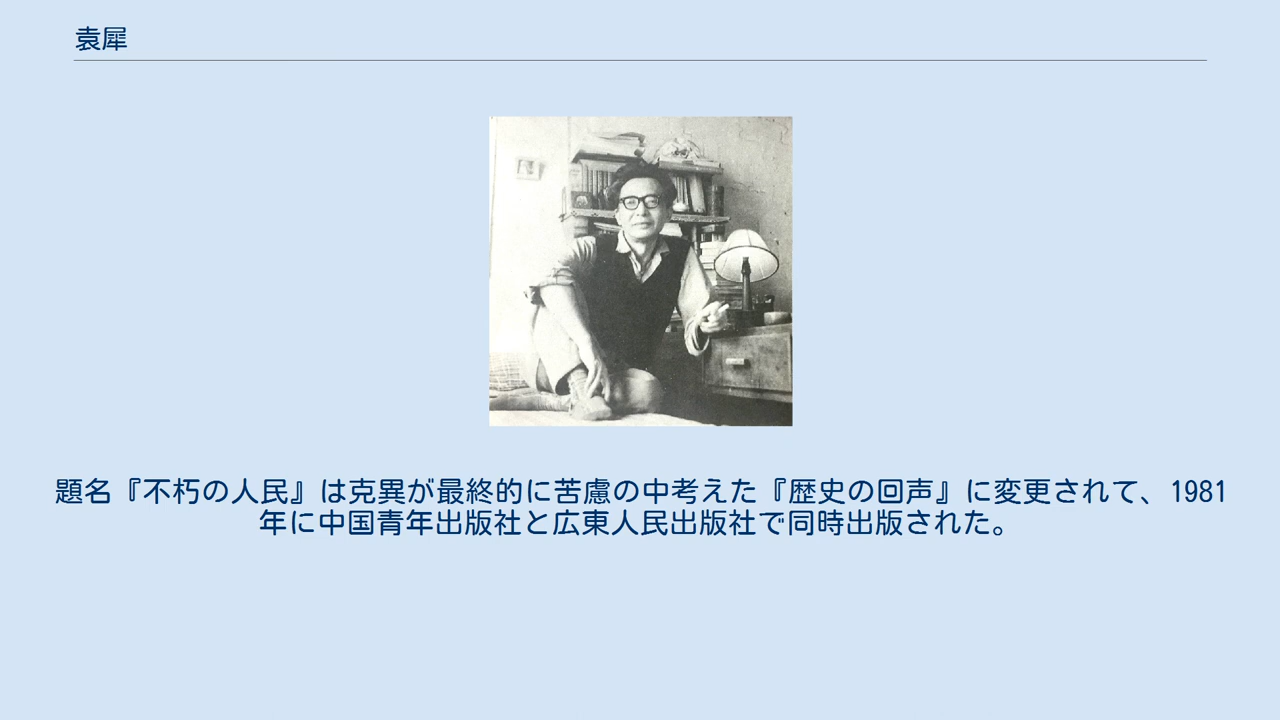 袁犀
題名『不朽の人民』は克異が最終的に苦慮の中考えた『歴史の回声』に変更されて、1981
年に中国青年出版社と広東人民出版社で同時出版された。